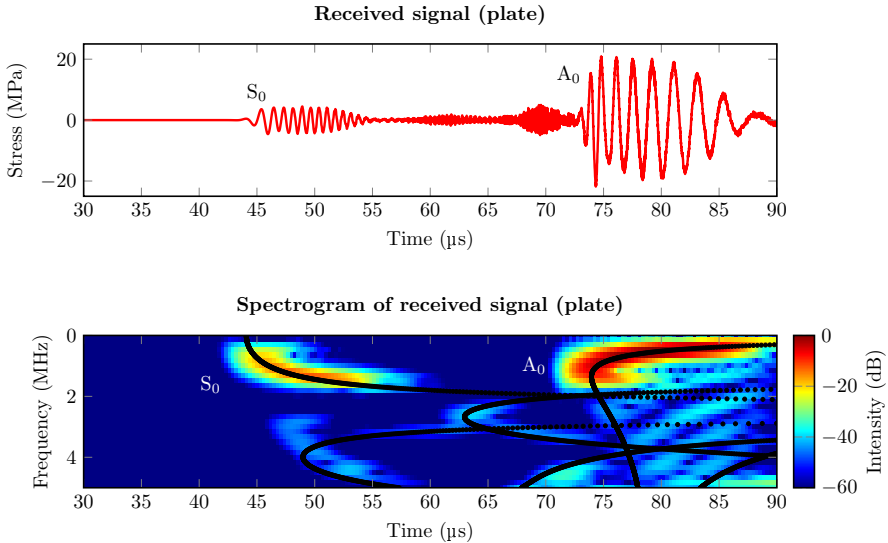 Received signal (plate)
Stress (MPa)
20
0
−20
S0
A0
30 35 40 45 50 55 60 65 70 75 80 85 90
Time (µs)
Spectrogram of received signal (plate)
Frequency (MHz)
0
2
4
S0
A0
30 35 40 45 50 55 60 65 70 75 80 85 90
Time (µs)
0
−20
−40
−60
Intensity (dB)